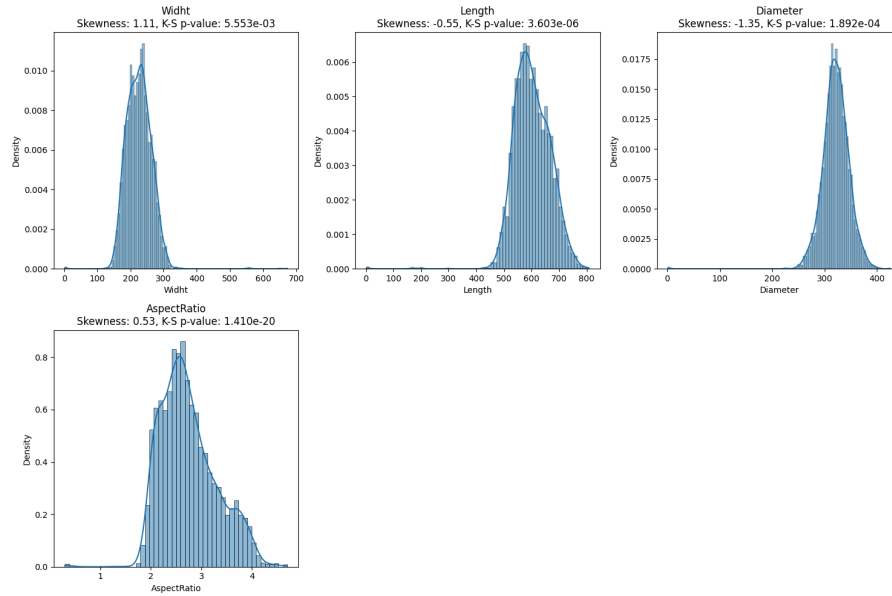 Widht
Skewness: 1.11, K-S p-value: 5.553e-03
Density
0.010
0.008
0.006
0.004
0.002
0.000
0 100 200 300 400 500 600 700
Widht
Length
Skewness: -0.55, K-S p-value: 3.603e-06
Density
0.006
0.005
0.004
0.003
0.002
0.001
0.000
0 100 200 300 400 500 600 700 800
Length
Diameter
Skewness: -1.35, K-S p-value: 1.892e-04
Density
0.0175
0.0150
0.0125
0.0100
0.0075
0.0050
0.0025
0.0000
0 100 200 300 400
Diameter
AspectRatio
Skewness: 0.53, K-S p-value: 1.410e-20
Density
0.8
0.6
0.4
0.2
0.0
1 2 3 4
AspectRatio